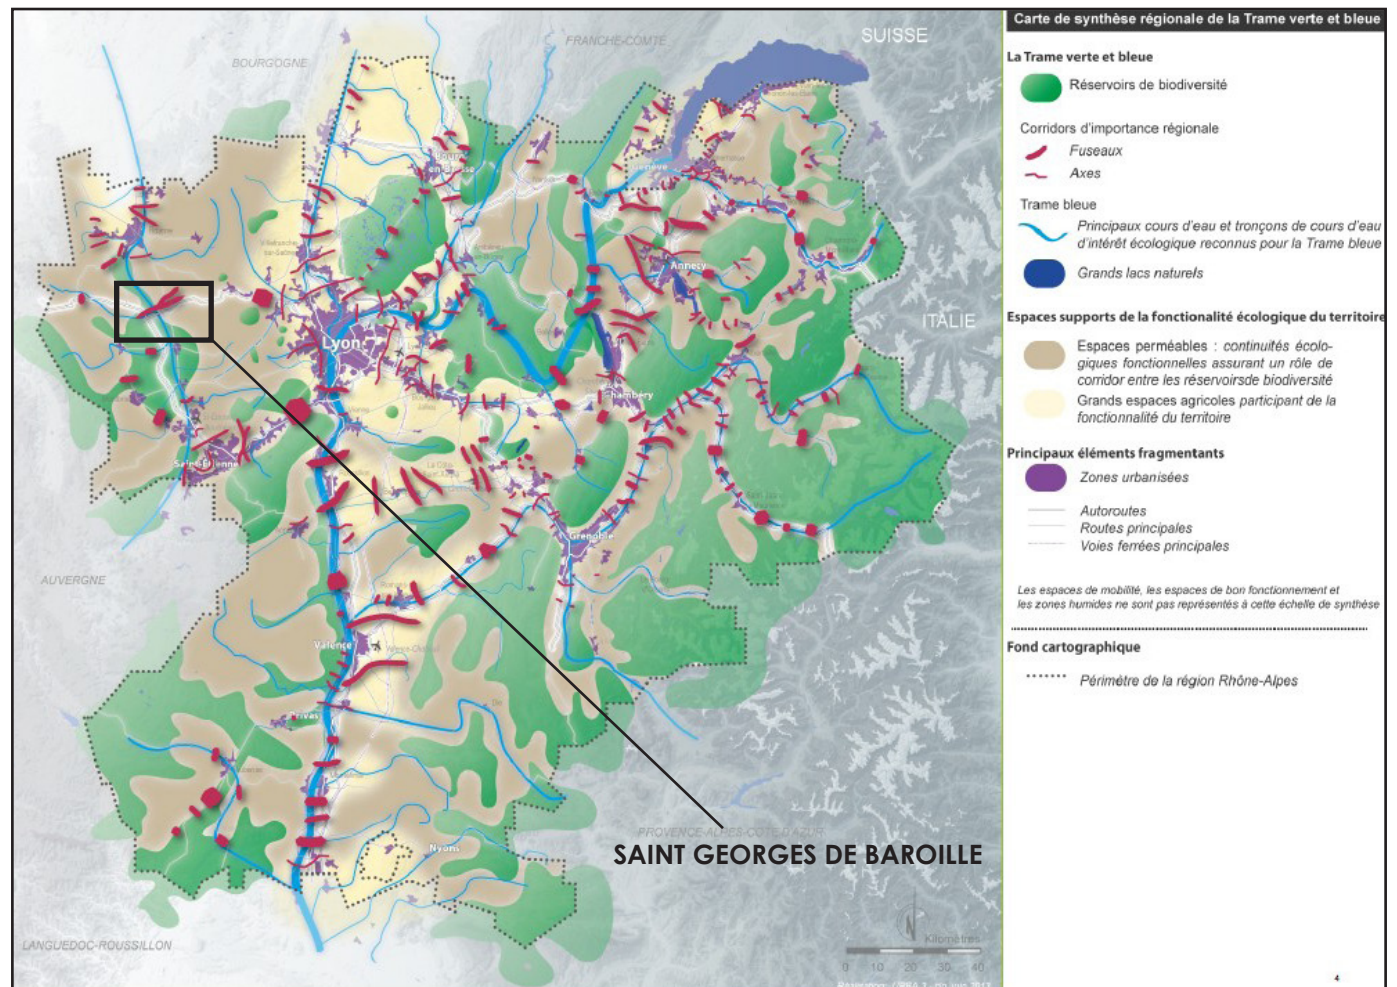 SUISSE
FRANCHE-COMTE
BOURGOGNE
Genève
Annecy
ITALIE
Lyon
Chambéry
Saint-Etienne
Grenoble
AUVERGNE
Valence
Privas
PROVENCE-ALPES-COTE D'AZUR
SAINT GEORGES DE BAROILLE
Nyons
LANGUEDOC-ROUSSILLON
Kilomètres
0 10 20 30 40
Carte de synthèse régionale de la Trame verte et bleue
La Trame verte et bleue
Réservoirs de biodiversité
Corridors d'importance régionale
Fuseaux
Axes
Trame bleue
Principaux cours d'eau et tronçons de cours d'eau
d'intérêt écologique reconnus pour la Trame bleue
Grands lacs naturels
Espaces supports de la fonctionalité écologique du territoire
Espaces perméables : continuités écolo-
giques fonctionnelles assurant un rôle de
corridor entre les réservoirsde biodiversité
Grands espaces agricoles participant de la
fonctionnalité du territoire
Principaux éléments fragmentants
Zones urbanisées
Autoroutes
Routes principales
Voies ferrées principales
Les espaces de mobilité, les espaces de bon fonctionnement et
les zones humides ne sont pas représentés à cette échelle de synthèse
Fond cartographique
Périmètre de la région Rhône-Alpes
4